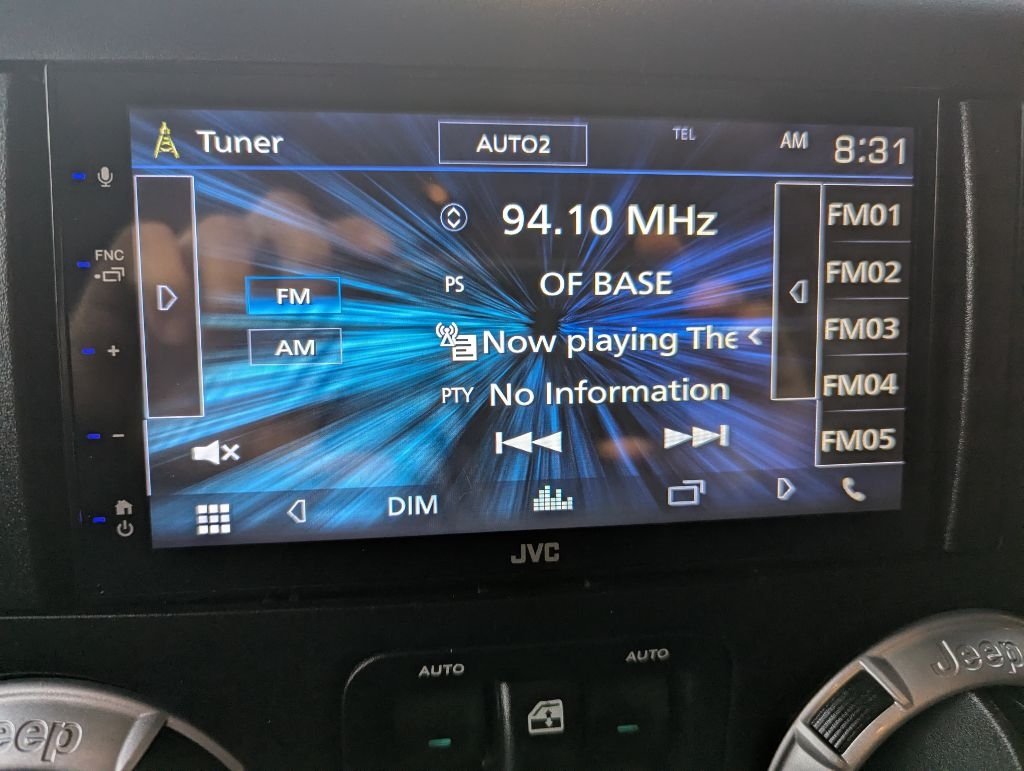 Tuner
AUTO2
TEL
AM 8:31
94.10 MHz
FM01
PS OF BASE
FM02
FNC
FM
Now playing The
FM03
AM
PTY No Information
FM04
FM05
DIM
JVC
AUTO
AUTO
Jeep
Jeep